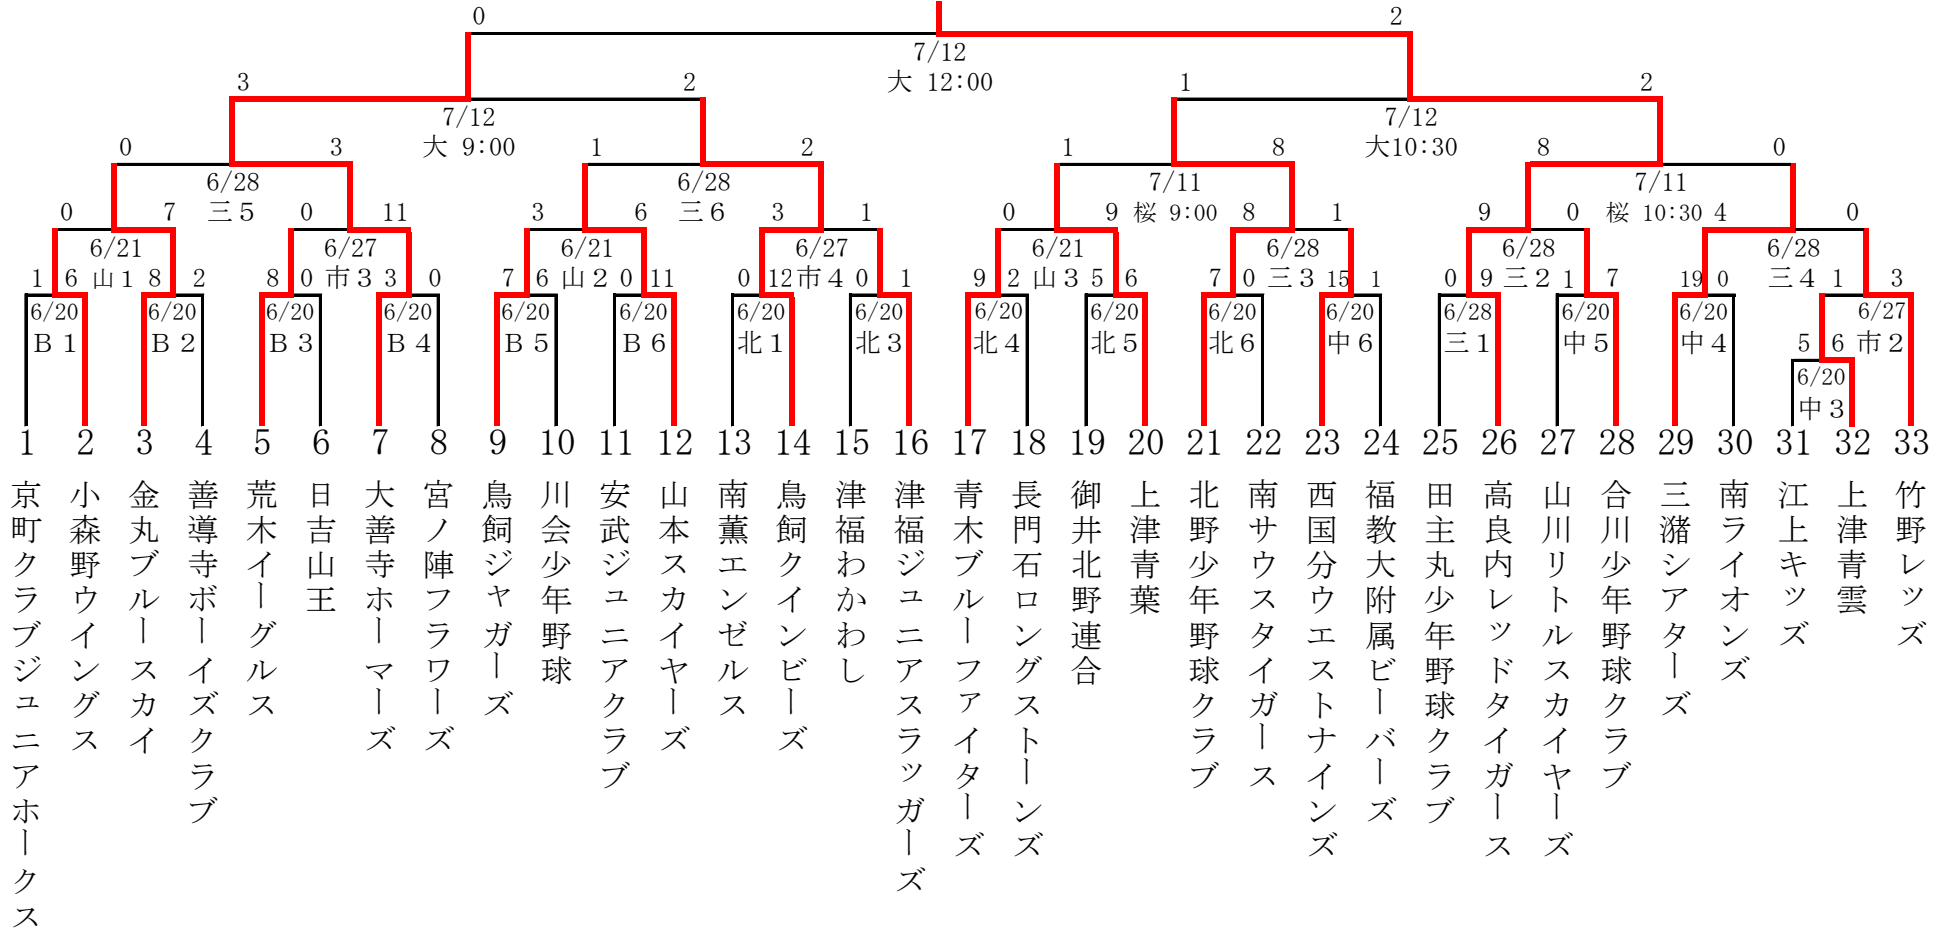 0 2
7/12
大 12:00
3 2 1 2
7/12 7/12
大 9:00 大10:30
0 3 1 2 1 8 8 0
6/28 6/28 7/11 7/11
三5 三6 桜 9:00 桜 10:30
0 7 0 11 3 6 3 1 0 9 8 1 9 0 4 0
6/21 6/27 6/21 6/27 6/21 6/28 6/28 6/28
山1 市3 山2 市4 山3 三3 三2 三4
1 6 8 2 8 0 3 0 7 6 0 11 0 12 0 1 9 2 5 6 7 0 15 1 0 9 1 7 19 0 1 3
6/20 6/20 6/20 6/20 6/20 6/20 6/20 6/20 6/20 6/20 6/20 6/20 6/28 6/20 6/20 6/27
B1 B2 B3 B4 B5 B6 北1 北3 北4 北5 北6 中6 三1 中5 中4 市2
5 6
6/20
中3
1 2 3 4 5 6 7 8 9 10 11 12 13 14 15 16 17 18 19 20 21 22 23 24 25 26 27 28 29 30 31 32 33
京町クラブジュニアホークス
小森野ウイングス
金丸ブルースカイ
善導寺ボーイズクラブ
荒木イーグルス
日吉山王
大善寺ホーマーズ
宮ノ陣フラワーズ
鳥飼ジャガーズ
川会少年野球
安武ジュニアクラブ
山本スカイヤーズ
南薫エンゼルス
鳥飼クインビーズ
津福わかわし
津福ジュニアスラッガーズ
青木ブルーファイターズ
長門石ロングストーンズ
御井北野連合
上津青葉
北野少年野球クラブ
南サウスタイガース
西国分ウエストナインズ
福教大附属ビーバーズ
田主丸少年野球クラブ
高良内レッドタイガース
山川リトルスカイヤーズ
合川少年野球クラブ
三潴シアターズ
南ライオンズ
江上キッズ
上津青雲
竹野レッズ